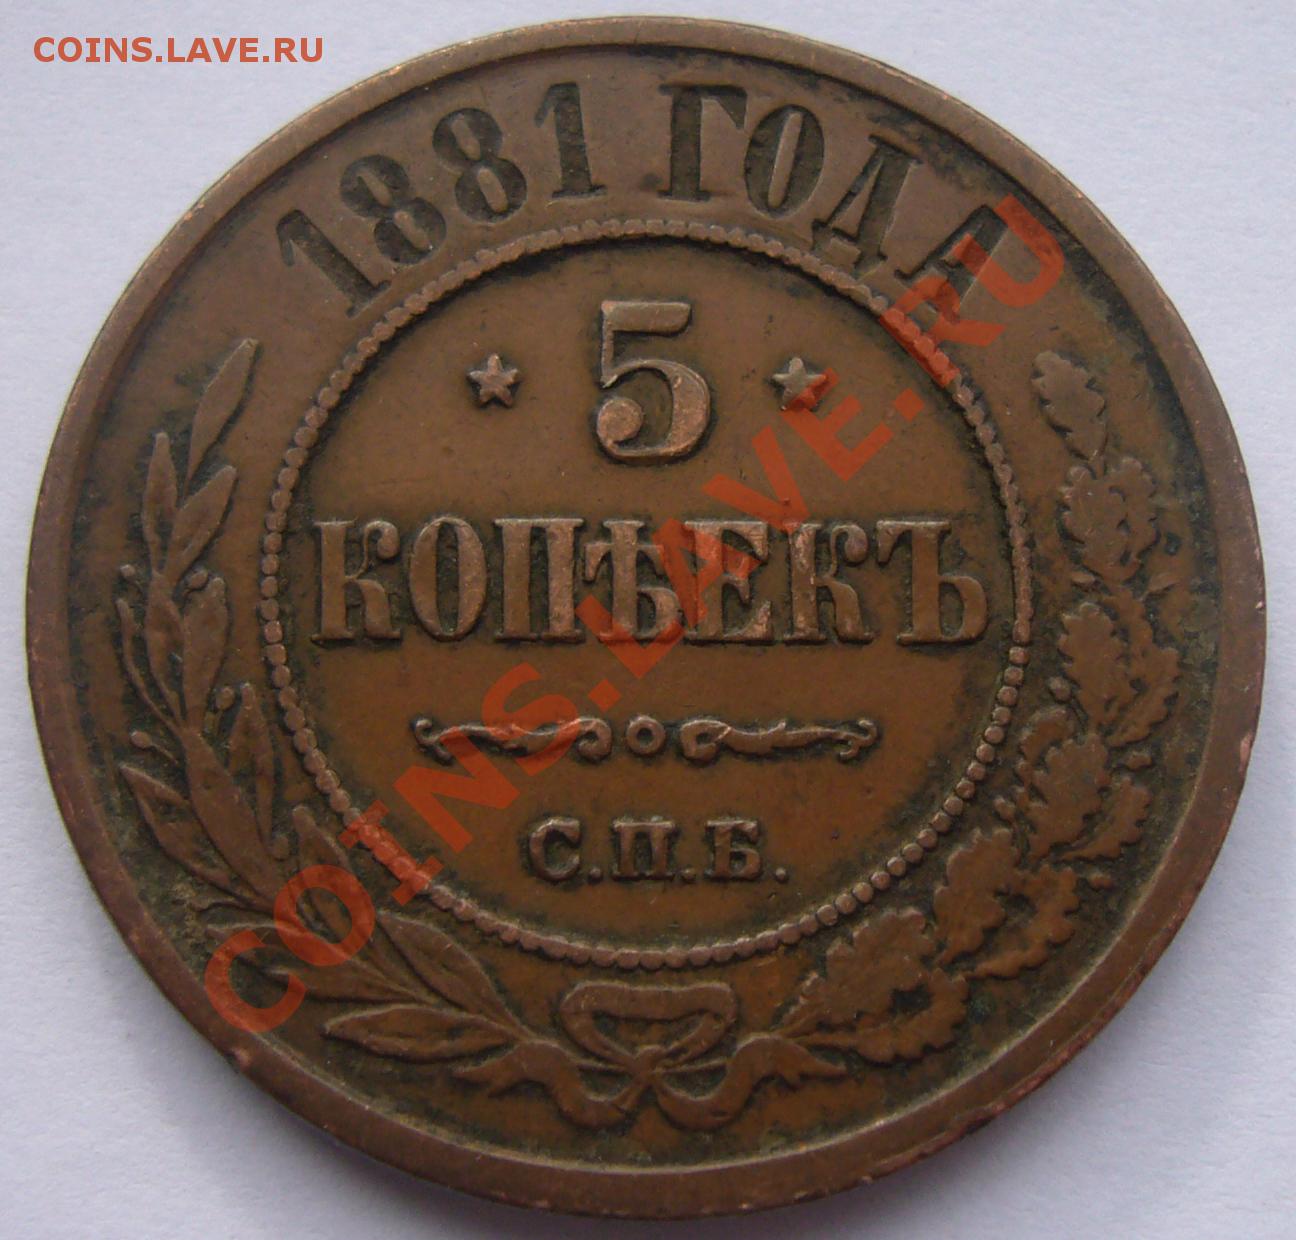 COINS.LAVE.RU
1881 ГОДА
5
КОПѢЕКЪ
С.П.Б.
COINS.LAVE.RU